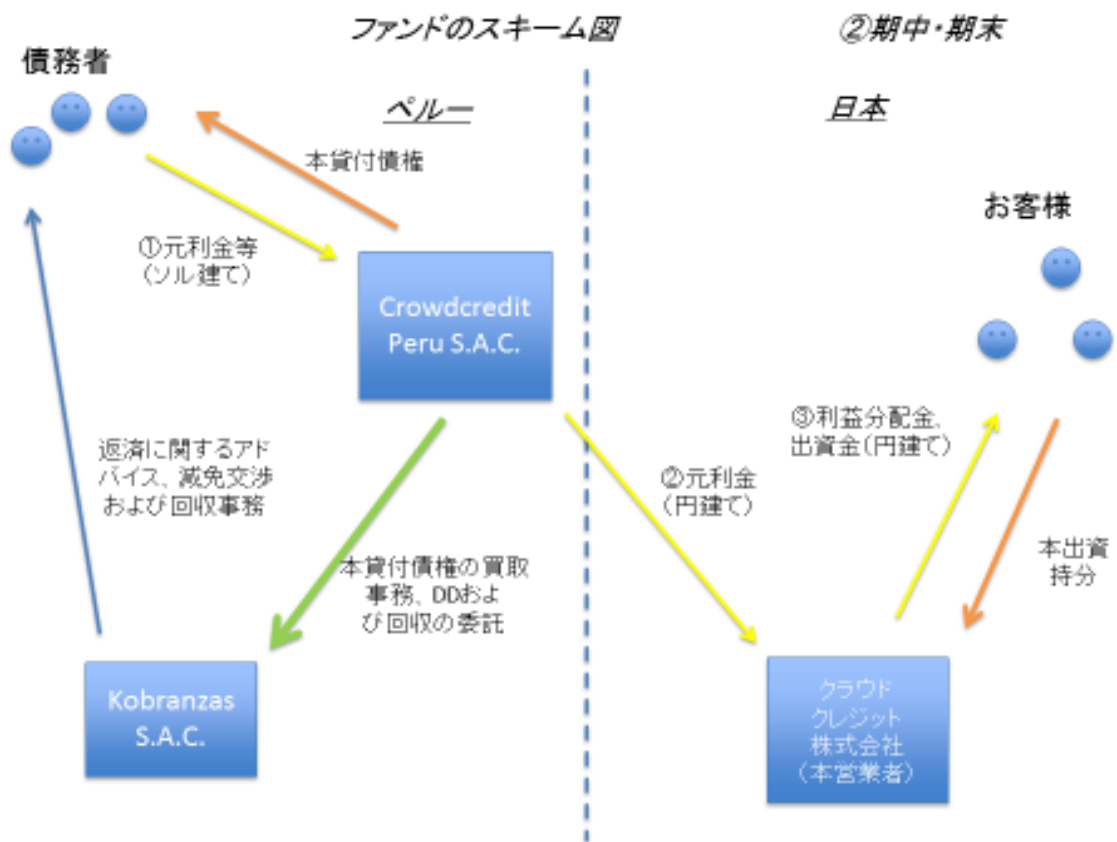 ファンドのスキーム図
②期中・期末
債務者
ペルー
日本
本貸付債権
お客様
①元利金等
(ソル建て)
Crowdcredit
Peru S.A.C.
③利益分配金、
出資金(円建て)
返済に関するアド
バイス、減免交渉
および回収事務
②元利金
(円建て)
本出資
持分
本貸付債権の買取
事務、DDおよ
び回収の委託
Kobranzas
S.A.C.
クラウド
クレジット
株式会社
(本営業者)